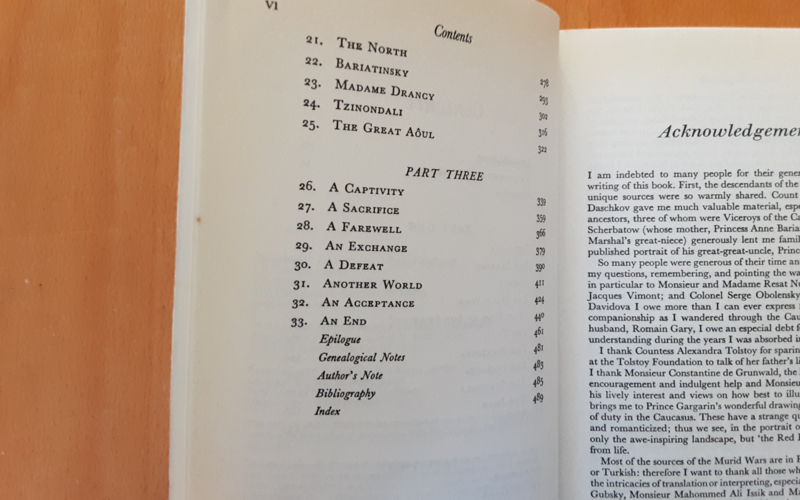 VI
Contents
21. THE NORTH 278
22. BARIATINSKY 293
23. MADAME DRANCY 302
24. TZINONDALI 316
25. THE GREAT AÔUL 322
PART THREE
26. A CAPTIVITY 339
27. A SACRIFICE 359
28. A FAREWELL 366
29. AN EXCHANGE 379
30. A DEFEAT 390
31. ANOTHER WORLD 411
32. AN ACCEPTANCE 424
33. AN END 440
Epilogue 461
Genealogical Notes 481
Author's Note 483
Bibliography 485
Index 489
Acknowledgemen
I am indebted to many people for their gene
writing of this book. First, the descendants of the
unique sources were so warmly shared. Count
Daschkov gave me much valuable material, espe
ancestors, three of whom were Viceroys of the Ca
Scherbatow (whose mother, Princess Anne Baria
Marshal's great-niece) generously lent me famil
published portrait of his great-great-uncle, Princ
So many people were generous of their time an
my questions, remembering, and pointing the wa
in particular to Monsieur and Madame Resat Nu
Jacques Vimont; and Colonel Serge Obolensky
Davidova I owe more than I can ever express
companionship as I wandered through the Cau
husband, Romain Gary, I owe an especial debt f
understanding during the years I was absorbed i
I thank Countess Alexandra Tolstoy for sparin
at the Tolstoy Foundation to talk of her father's li
I thank Monsieur Constantine de Grunwald, the
encouragement and indulgent help and Monsieu
his lively interest and views on how best to illu
brings me to Prince Gargarin's wonderful drawing
of duty in the Caucasus. These have a strange qu
and romanticized; thus we see, in the portrait o
only the awe-inspiring landscape, but 'the Red
from life.
Most of the sources of the Murid Wars are in
or Turkish: therefore I want to thank all those wh
the intricacies of translation or interpreting, especia
Gubsky, Monsieur Mahommed Ali Issik and Ma